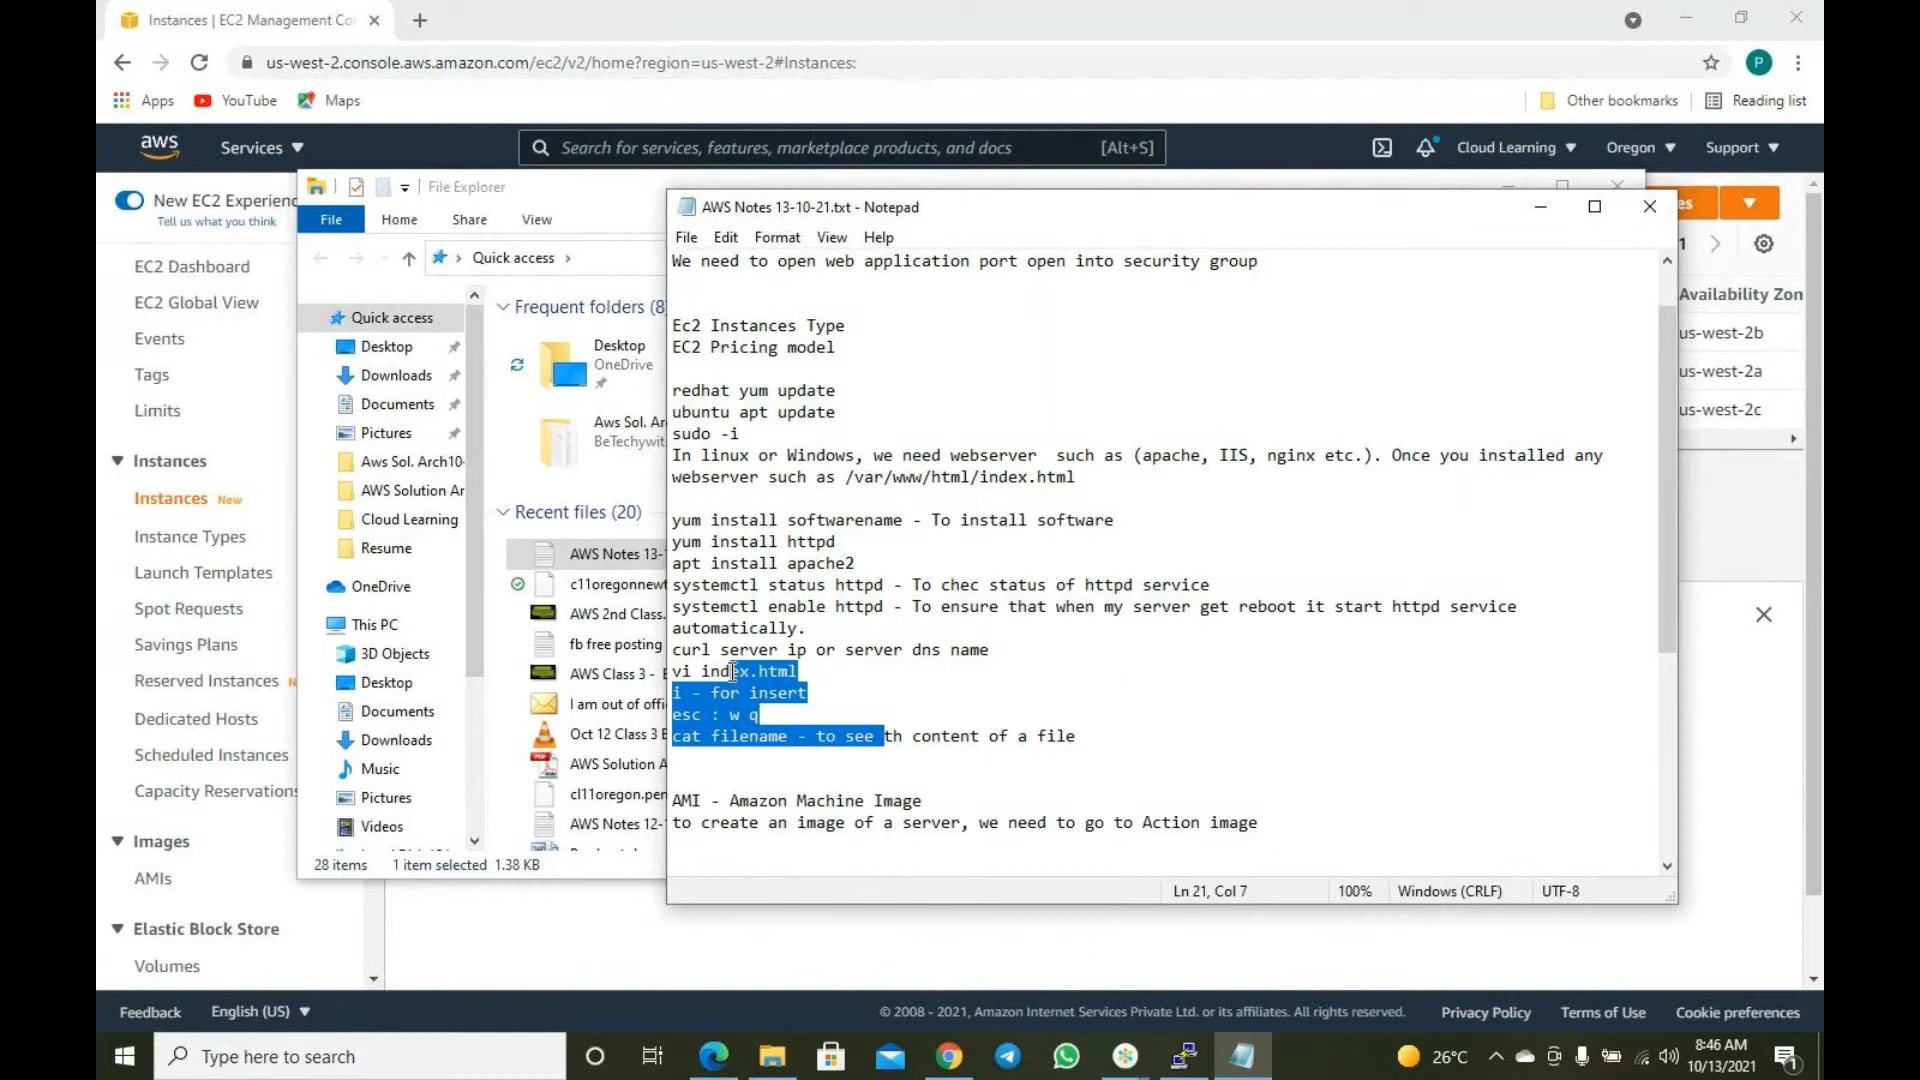 Instances | EC2 Management Co
us-west-2.console.aws.amazon.com/ec2/v2/home?region=us-west-2#Instances:
P
Apps YouTube Maps Other bookmarks Reading list
aws Services Search for services, features, marketplace products, and docs [Alt+S] Cloud Learning Oregon Support
New EC2 Experienc
Tell us what you think
EC2 Dashboard
EC2 Global View
Events
Tags
Limits
Instances
Instances New
Instance Types
Launch Templates
Spot Requests
Savings Plans
Reserved Instances N
Dedicated Hosts
Scheduled Instances
Capacity Reservations
Images
AMIs
Elastic Block Store
Volumes
File Explorer
File Home Share View
Quick access
Quick access
Desktop
Downloads
Documents
Pictures
Aws Sol. Arch10-
AWS Solution Ar
Cloud Learning
Resume
OneDrive
This PC
3D Objects
Desktop
Documents
Downloads
Music
Pictures
Videos
Frequent folders (8
Desktop
OneDrive
Aws Sol. Ar
BeTechywit
Recent files (20)
AWS Notes 13-
c11oregonnewt
AWS 2nd Class.
fb free posting
AWS Class 3 - E
I am out of offi
Oct 12 Class 3 E
AWS Solution A
cl11oregon.pen
AWS Notes 12-
28 items 1 item selected 1.38 KB
AWS Notes 13-10-21.txt - Notepad
File Edit Format View Help
We need to open web application port open into security group
Ec2 Instances Type
EC2 Pricing model
redhat yum update
ubuntu apt update
sudo -i
In linux or Windows, we need webserver  such as (apache, IIS, nginx etc.). Once you installed any
webserver such as /var/www/html/index.html
yum install softwarename - To install software
yum install httpd
apt install apache2
systemctl status httpd - To chec status of httpd service
systemctl enable httpd - To ensure that when my server get reboot it start httpd service
automatically.
curl server ip or server dns name
vi index.html
i - for insert
esc : w q
cat filename - to see th content of a file
AMI - Amazon Machine Image
to create an image of a server, we need to go to Action image
Ln 21, Col 7 100% Windows (CRLF) UTF-8
es
1
Availability Zon
us-west-2b
us-west-2a
us-west-2c
Feedback English (US) © 2008 - 2021, Amazon Internet Services Private Ltd. or its affiliates. All rights reserved. Privacy Policy Terms of Use Cookie preferences
Type here to search 26°C 8:46 AM
10/13/2021 1